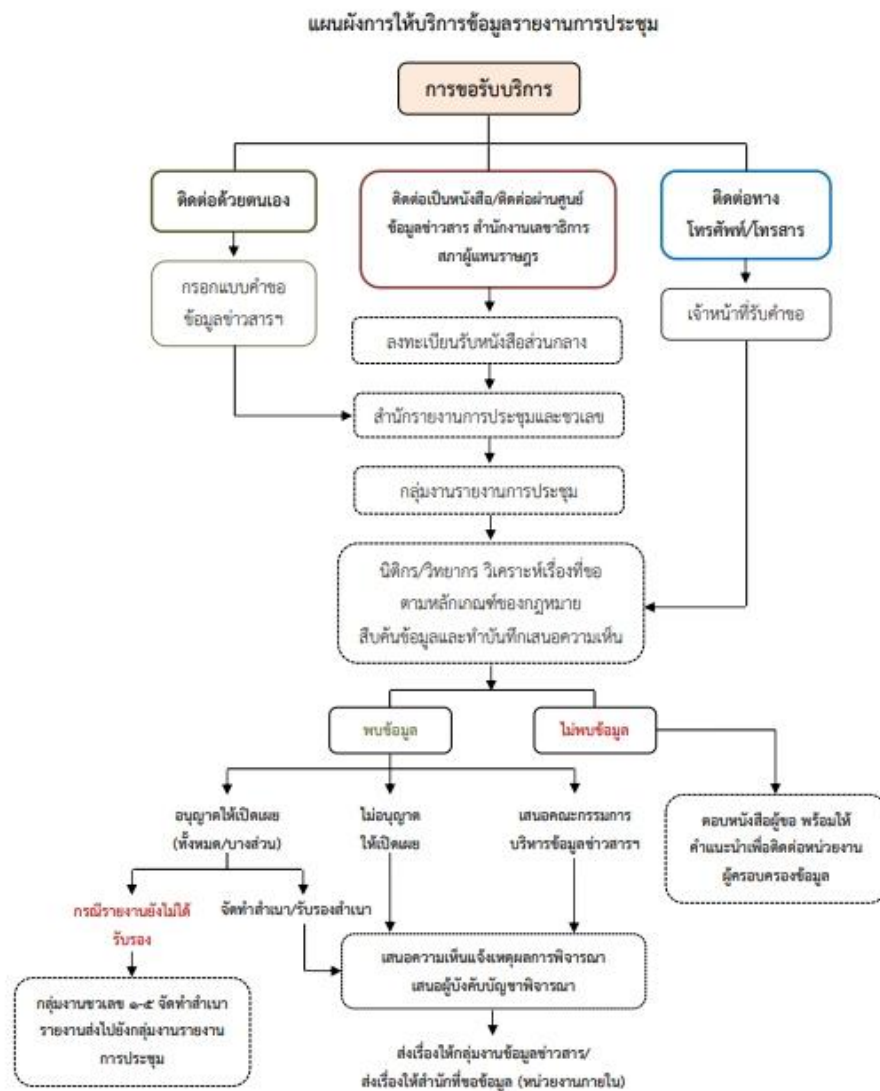 แผนผังการให้บริการข้อมูลรายงานการประชุม
การขอรับบริการ
ติดต่อด้วยตนเอง
ติดต่อเป็นหนังสือ/ติดต่อผ่านศูนย์
ข้อมูลข่าวสาร สำนักงานเลขาธิการ
สภาผู้แทนราษฎร
ติดต่อทาง
โทรศัพท์/โทรสาร
กรอกแบบคำขอ
ข้อมูลข่าวสารฯ
เจ้าหน้าที่รับคำขอ
ลงทะเบียนรับหนังสือส่วนกลาง
สำนักรายงานการประชุมและชวเลข
กลุ่มงานรายงานการประชุม
นิติกร/วิทยากร วิเคราะห์เรื่องที่ขอ
ตามหลักเกณฑ์ของกฎหมาย
สืบค้นข้อมูลและทำบันทึกเสนอความเห็น
พบข้อมูล
ไม่พบข้อมูล
อนุญาตให้เปิดเผย
(ทั้งหมด/บางส่วน)
ไม่อนุญาต
ให้เปิดเผย
เสนอคณะกรรมการ
บริหารข้อมูลข่าวสารฯ
ตอบหนังสือผู้ขอ พร้อมให้
คำแนะนำเพื่อติดต่อหน่วยงาน
ผู้ครอบครองข้อมูล
กรณีรายงานยังไม่ได้
รับรอง
จัดทำสำเนา/รับรองสำเนา
เสนอความเห็นแจ้งเหตุผลการพิจารณา
เสนอผู้บังคับบัญชาพิจารณา
กลุ่มงานชวเลข ๑-๕ จัดทำสำเนา
รายงานส่งไปยังกลุ่มงานรายงาน
การประชุม
ส่งเรื่องให้กลุ่มงานข้อมูลข่าวสาร/
ส่งเรื่องให้สำนักที่ขอข้อมูล (หน่วยงานภายใน)